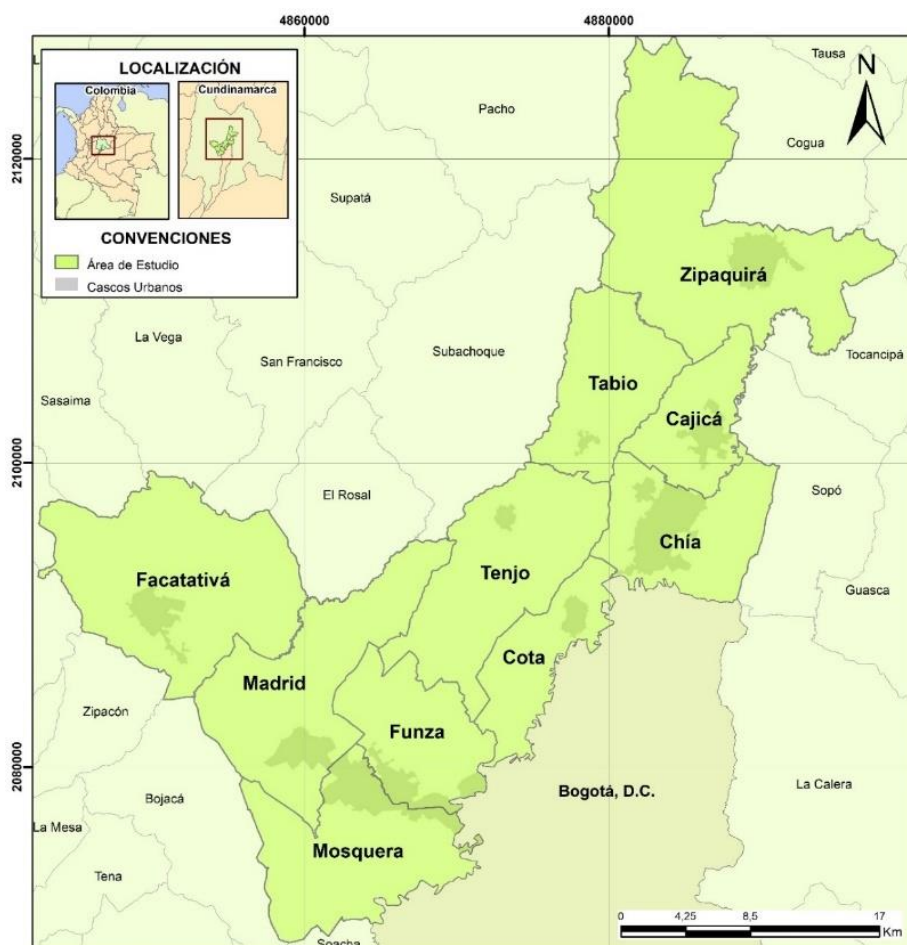 4860000
4880000
2120000
2100000
2080000
LOCALIZACIÓN
Colombia
Cundinamarca
CONVENCIONES
Área de Estudio
Cascos Urbanos
N
Tausa
Pacho
Cogua
Supatá
Zipaquirá
La Vega
San Francisco
Subachoque
Tocancipá
Sasaima
Tabio
Cajicá
El Rosal
Sopó
Chía
Facatativá
Tenjo
Guasca
Cota
Madrid
Zipacón
Funza
Bogotá, D.C.
La Calera
Bojacá
La Mesa
Mosquera
Tena
Soacha
0 4,25 8,5 17
Km